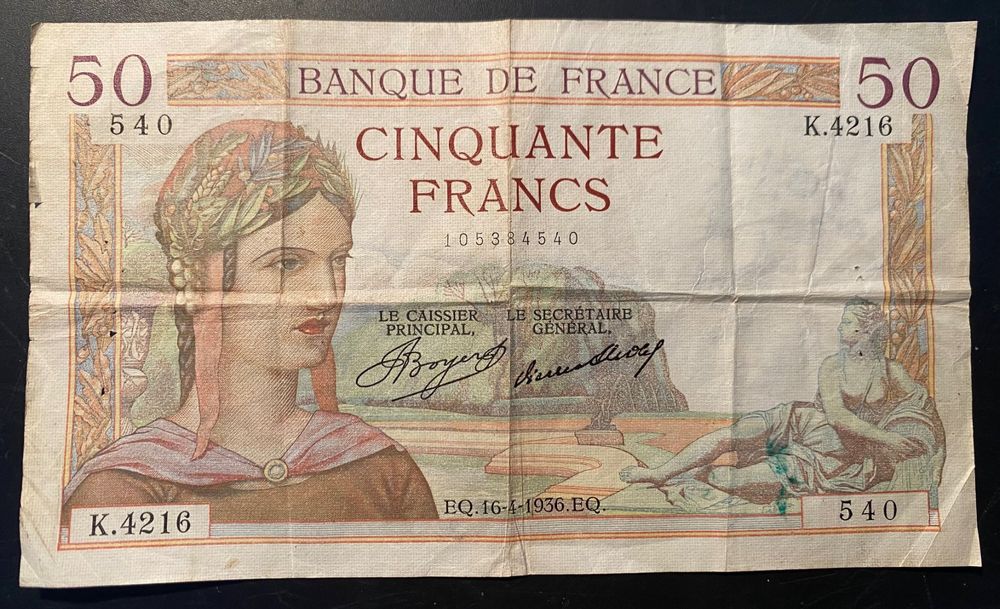 50 BANQUE DE FRANCE 50
540 K.4216
CINQUANTE
FRANCS
105384540
LE CAISSIER LE SECRÉTAIRE
PRINCIPAL, GÉNÉRAL,
Boyer
EQ.16-4-1936.EQ.
K.4216 540